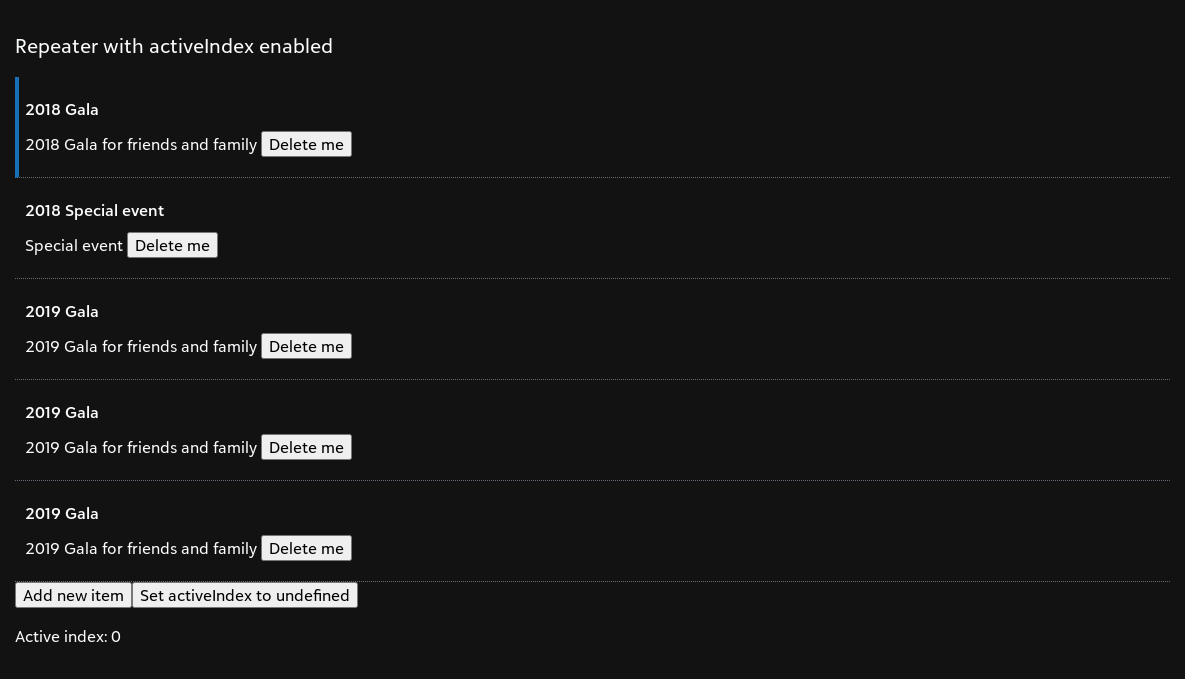 Repeater with activeIndex enabled
2018 Gala
2018 Gala for friends and family Delete me
2018 Special event
Special event Delete me
2019 Gala
2019 Gala for friends and family Delete me
2019 Gala
2019 Gala for friends and family Delete me
2019 Gala
2019 Gala for friends and family Delete me
Add new item Set activeIndex to undefined
Active index: 0